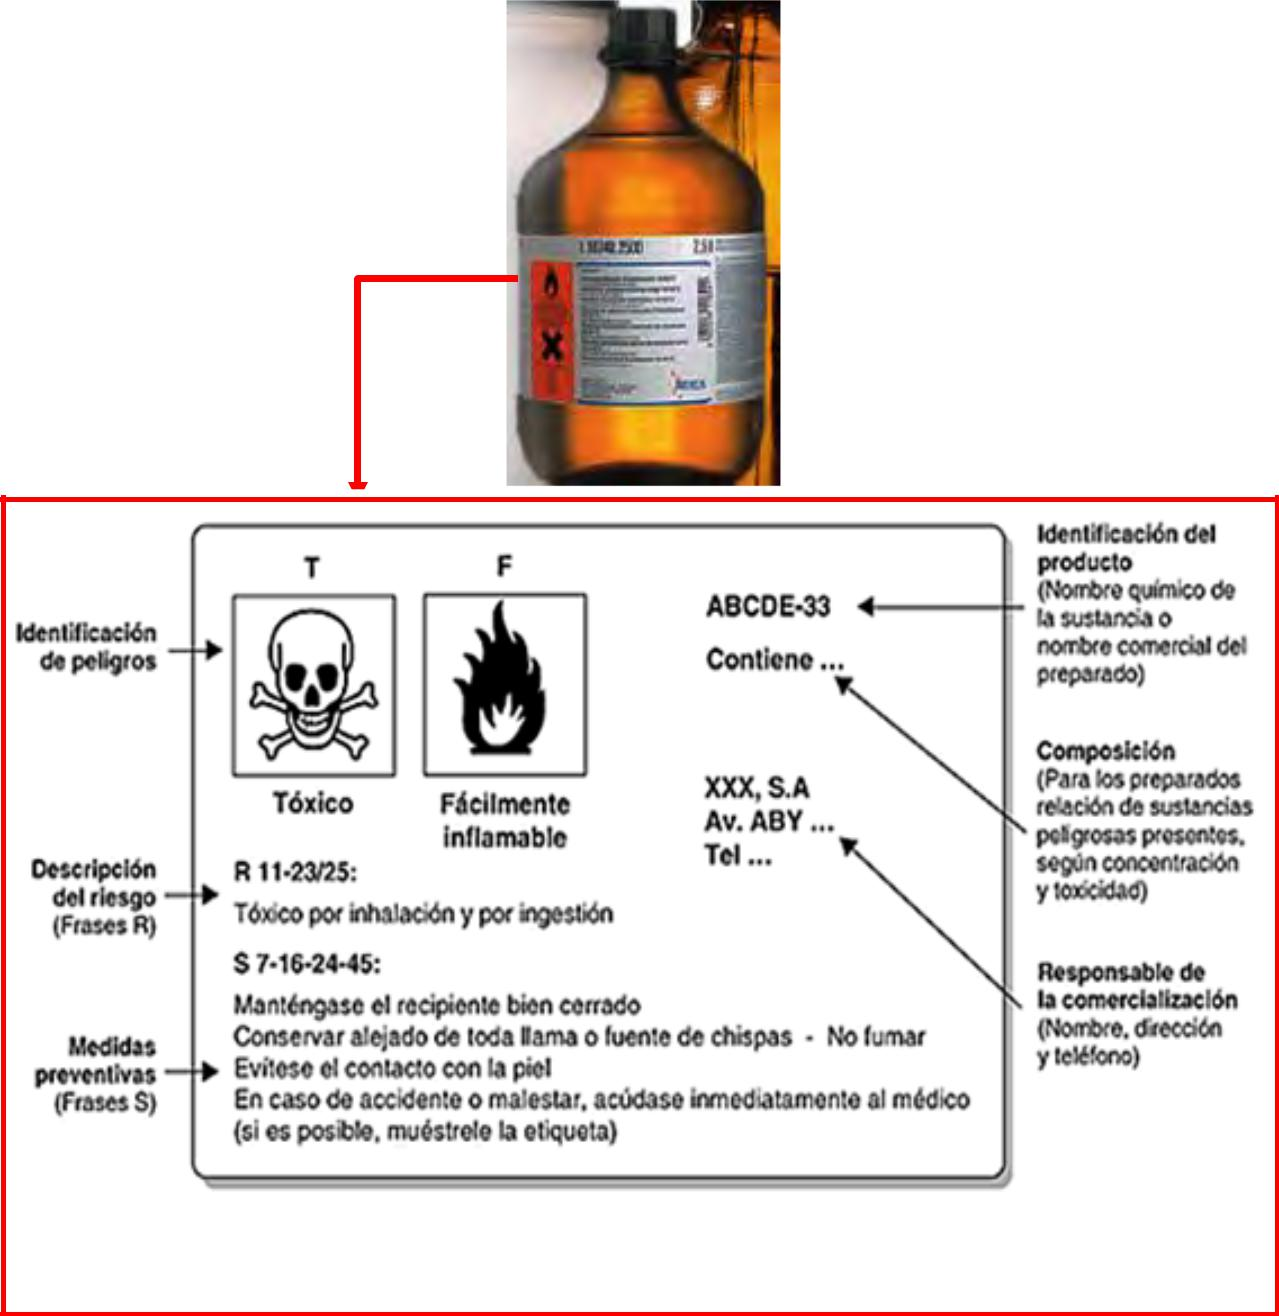 2,5 l
Identificación
de peligros
T
F
Tóxico
Fácilmente
inflamable
ABCDE-33
Contiene ...
XXX, S.A
Av. ABY ...
Tel ...
Identificación del
producto
(Nombre químico de
la sustancia o
nombre comercial del
preparado)
Composición
(Para los preparados
relación de sustancias
peligrosas presentes,
según concentración
y toxicidad)
Responsable de
la comercialización
(Nombre, dirección
y teléfono)
Descripción
del riesgo
(Frases R)
R 11-23/25:
Tóxico por inhalación y por ingestión
Medidas
preventivas
(Frases S)
S 7-16-24-45:
Manténgase el recipiente bien cerrado
Conservar alejado de toda llama o fuente de chispas - No fumar
Evítese el contacto con la piel
En caso de accidente o malestar, acúdase inmediatamente al médico
(si es posible, muéstrele la etiqueta)